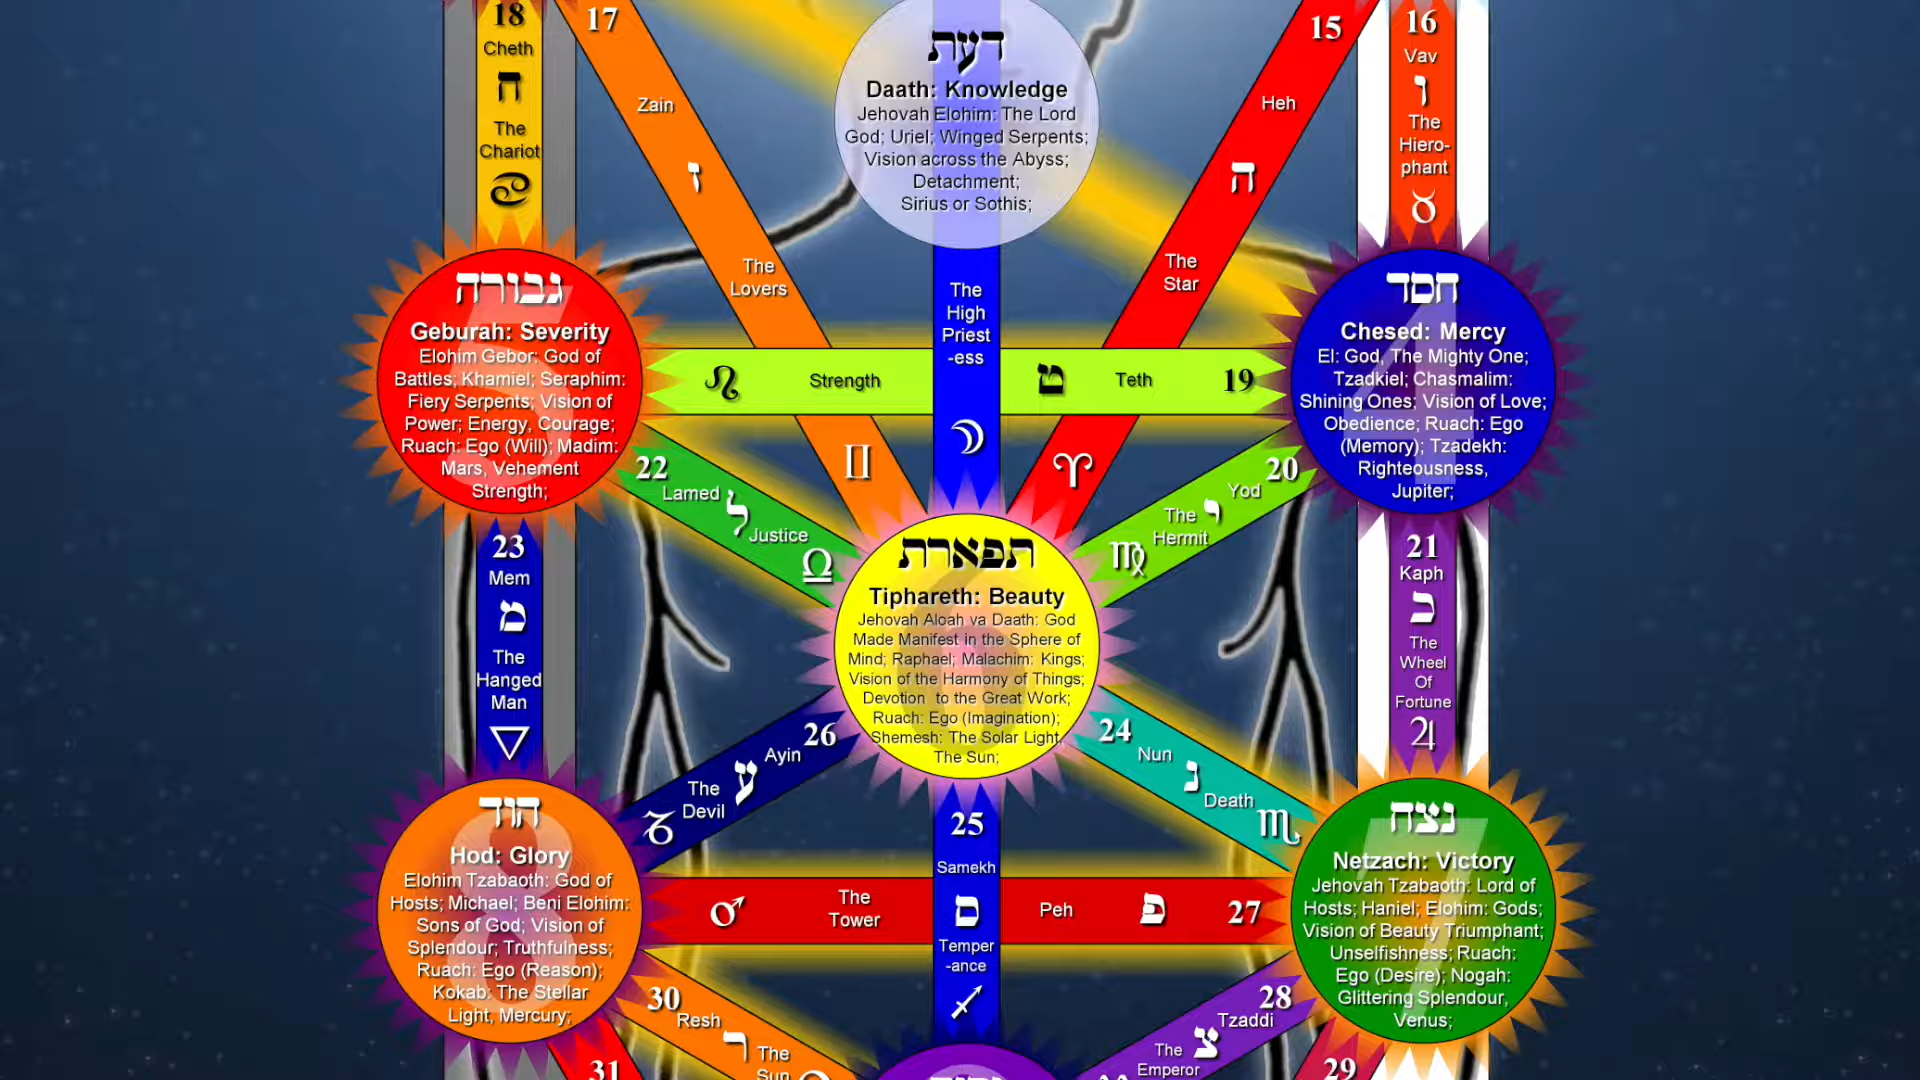 18
Cheth
ח
The
Chariot
♋
17
Zain
ז
The
Lovers
♊
דעת
Daath: Knowledge
Jehovah Elohim: The Lord
God; Uriel; Winged Serpents;
Vision across the Abyss;
Detachment;
Sirius or Sothis;
15
Heh
ה
The
Star
♈
16
Vav
ו
The
Hiero-
phant
♉
The
High
Priest
-ess
☽
גבורה
5
Geburah: Severity
Elohim Gebor: God of
Battles; Khamiel; Seraphim:
Fiery Serpents; Vision of
Power; Energy, Courage;
Ruach: Ego (Will); Madim:
Mars, Vehement
Strength;
♌
Strength
ט
Teth
19
חסד
4
Chesed: Mercy
El: God, The Mighty One;
Tzadkiel; Chasmalim:
Shining Ones; Vision of Love;
Obedience; Ruach: Ego
(Memory); Tzadekh:
Righteousness,
Jupiter;
22
Lamed
ל
Justice
♎
20
Yod
י
The
Hermit
♍
23
Mem
מ
The
Hanged
Man
תפארת
6
Tiphareth: Beauty
Jehovah Aloah va Daath: God
Made Manifest in the Sphere of
Mind; Raphael; Malachim: Kings;
Vision of the Harmony of Things;
Devotion to the Great Work;
Ruach: Ego (Imagination);
Shemesh: The Solar Light,
The Sun;
21
Kaph
כ
The
Wheel
Of
Fortune
♃
26
Ayin
ע
The
Devil
♑
24
Nun
נ
Death
♏
25
Samekh
ם
Temper
-ance
♐
הוד
8
Hod: Glory
Elohim Tzabaoth: God of
Hosts; Michael; Beni Elohim:
Sons of God; Vision of
Splendour; Truthfulness;
Ruach: Ego (Reason);
Kokab: The Stellar
Light, Mercury;
♂
The
Tower
Peh
פ
27
נצח
7
Netzach: Victory
Jehovah Tzabaoth: Lord of
Hosts; Haniel; Elohim: Gods;
Vision of Beauty Triumphant;
Unselfishness; Ruach:
Ego (Desire); Nogah:
Glittering Splendour,
Venus;
30
Resh
ר
The
Sun
28
Tzaddi
צ
The
Emperor
31
29